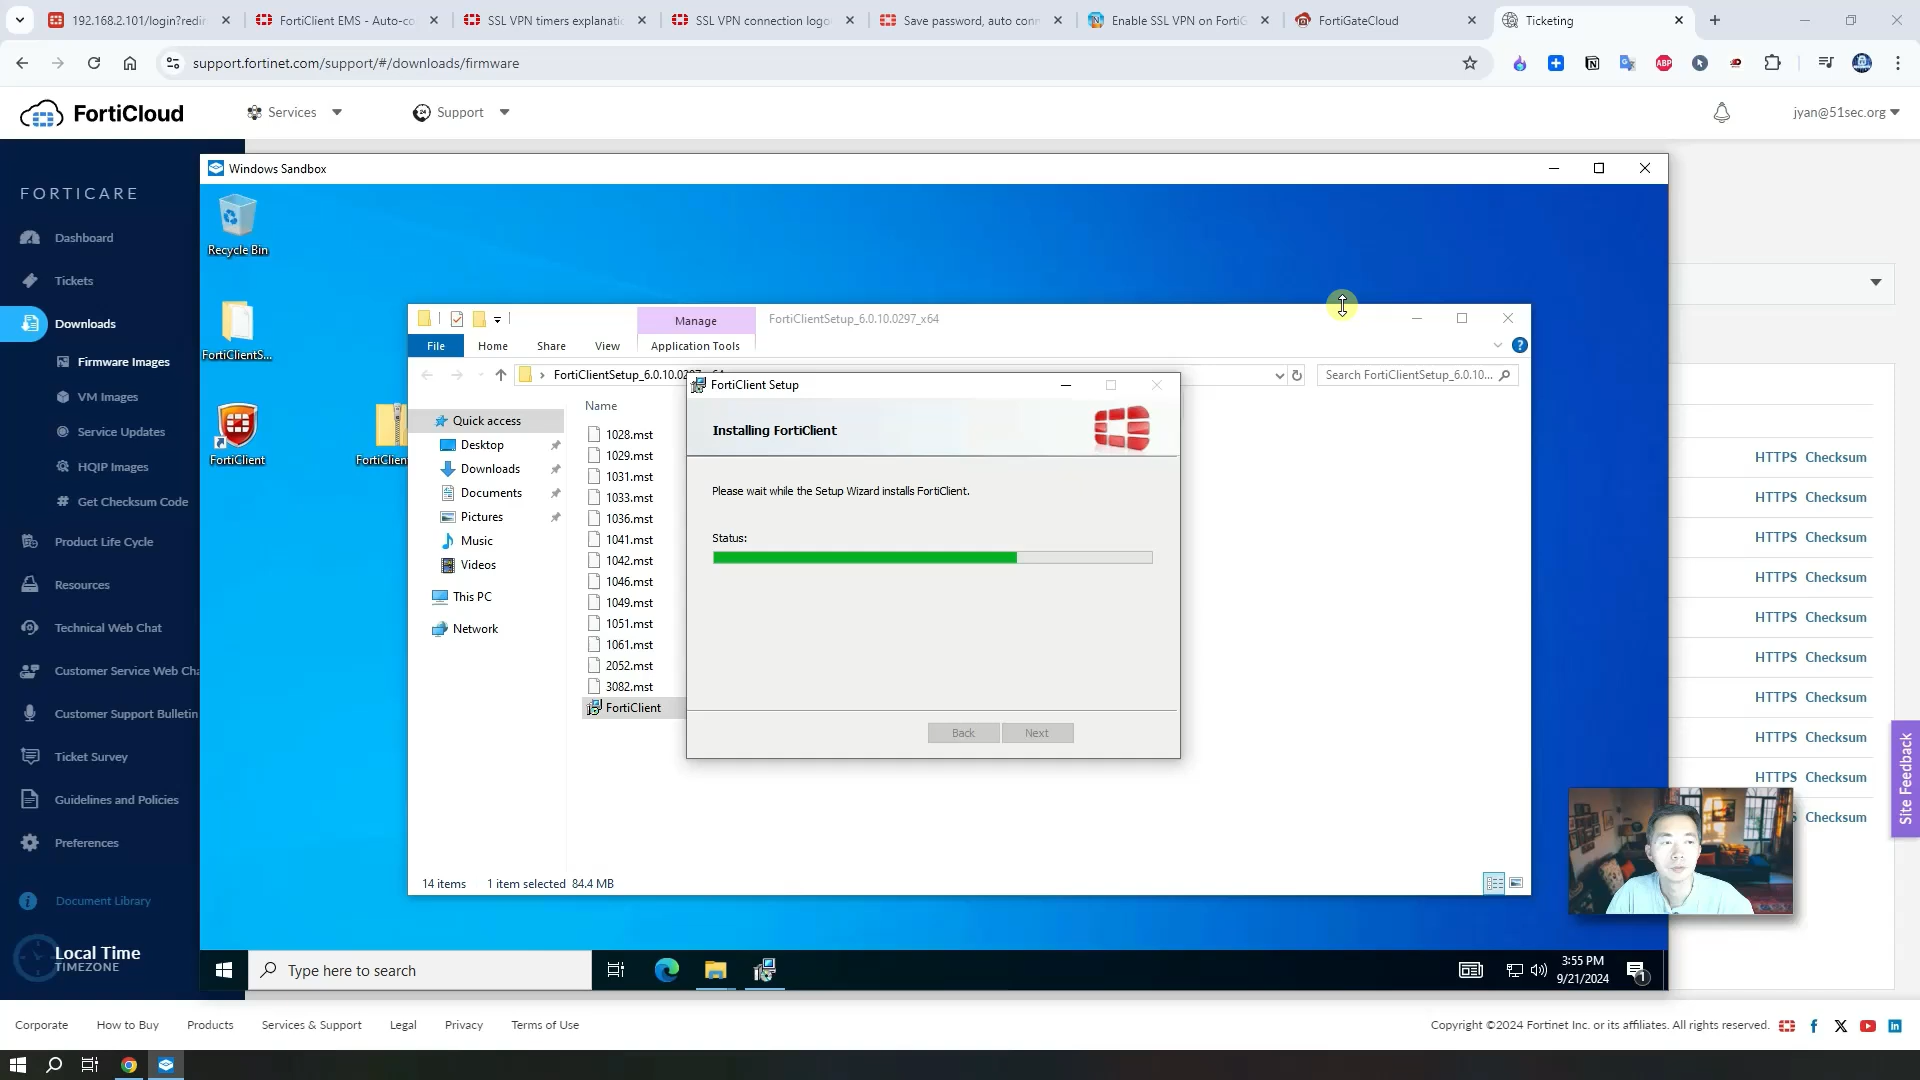 192.168.2.101/login?redir
FortiClient EMS - Auto-co
SSL VPN timers explanatio
SSL VPN connection logo
Save password, auto conn
Enable SSL VPN on FortiG
FortiGateCloud
Ticketing
support.fortinet.com/support/#/downloads/firmware
FortiCloud
Services
Support
jyan@51sec.org
FORTICARE
Dashboard
Tickets
Downloads
Firmware Images
VM Images
Service Updates
HQIP Images
Get Checksum Code
Product Life Cycle
Resources
Technical Web Chat
Customer Service Web Cha
Customer Support Bulletin
Ticket Survey
Guidelines and Policies
Preferences
Document Library
Local Time
TIMEZONE
Windows Sandbox
Recycle Bin
FortiClientS...
FortiClient
FortiClien
Manage
FortiClientSetup_6.0.10.0297_x64
File
Home
Share
View
Application Tools
FortiClientSetup_6.0.10.0297_x64
Search FortiClientSetup_6.0.10...
Quick access
Desktop
Downloads
Documents
Pictures
Music
Videos
This PC
Network
Name
1028.mst
1029.mst
1031.mst
1033.mst
1036.mst
1041.mst
1042.mst
1046.mst
1049.mst
1051.mst
1061.mst
2052.mst
3082.mst
FortiClient
14 items
1 item selected 84.4 MB
FortiClient Setup
Installing FortiClient
Please wait while the Setup Wizard installs FortiClient.
Status:
Back
Next
HTTPS Checksum
HTTPS Checksum
HTTPS Checksum
HTTPS Checksum
HTTPS Checksum
HTTPS Checksum
HTTPS Checksum
HTTPS Checksum
HTTPS Checksum
S Checksum
Site Feedback
Type here to search
3:55 PM
9/21/2024
1
Corporate
How to Buy
Products
Services & Support
Legal
Privacy
Terms of Use
Copyright ©2024 Fortinet Inc. or its affiliates. All rights reserved.